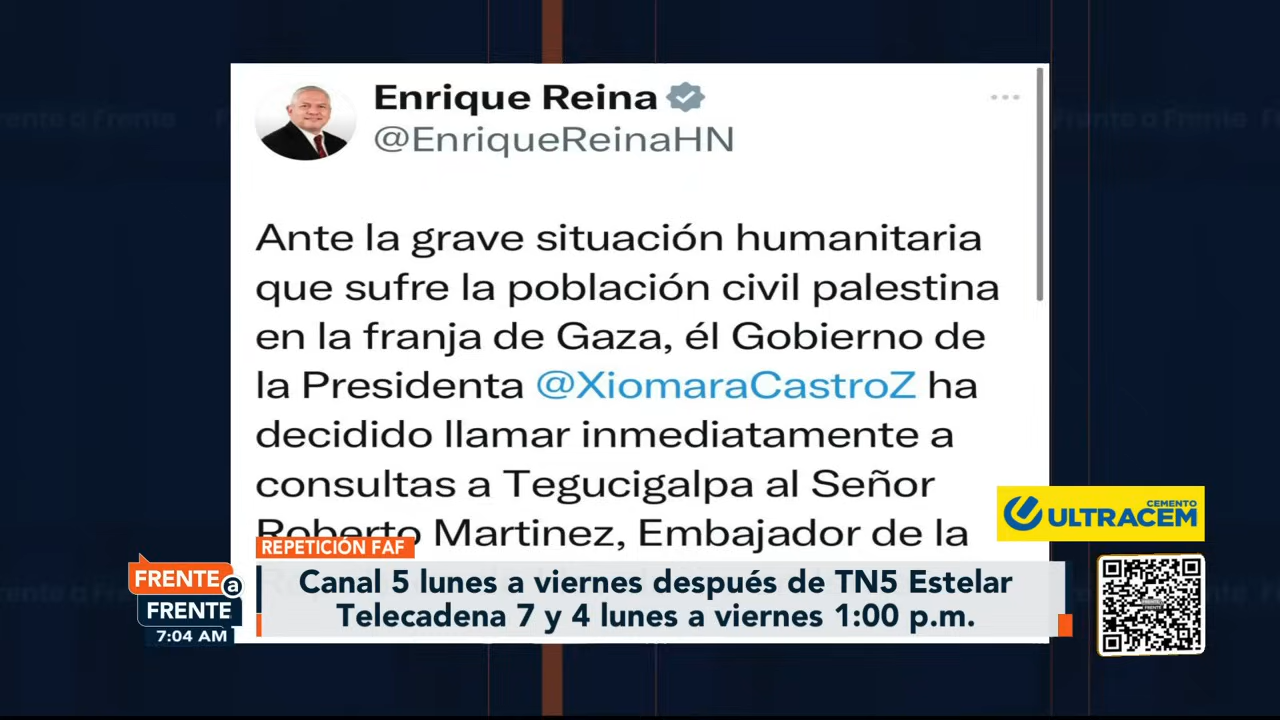 Enrique Reina
@EnriqueReinaHN
Ante la grave situación humanitaria
que sufre la población civil palestina
en la franja de Gaza, él Gobierno de
la Presidenta @XiomaraCastroZ ha
decidido llamar inmediatamente a
consultas a Tegucigalpa al Señor
Roberto Martinez, Embajador de la
CEMENTO
ULTRACEM
REPETICIÓN FAF
FRENTE a
FRENTE
7:04 AM
Canal 5 lunes a viernes después de TN5 Estelar
Telecadena 7 y 4 lunes a viernes 1:00 p.m.